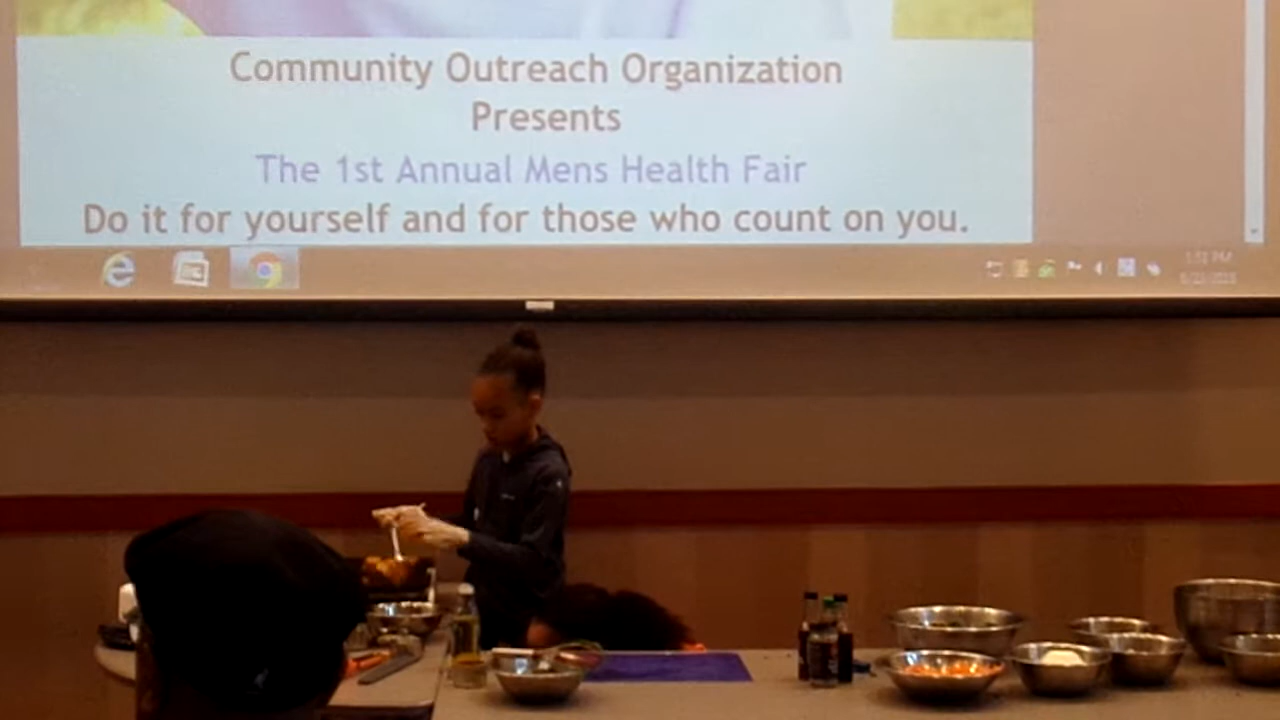 Community Outreach Organization
Presents
The 1st Annual Mens Health Fair
Do it for yourself and for those who count on you.